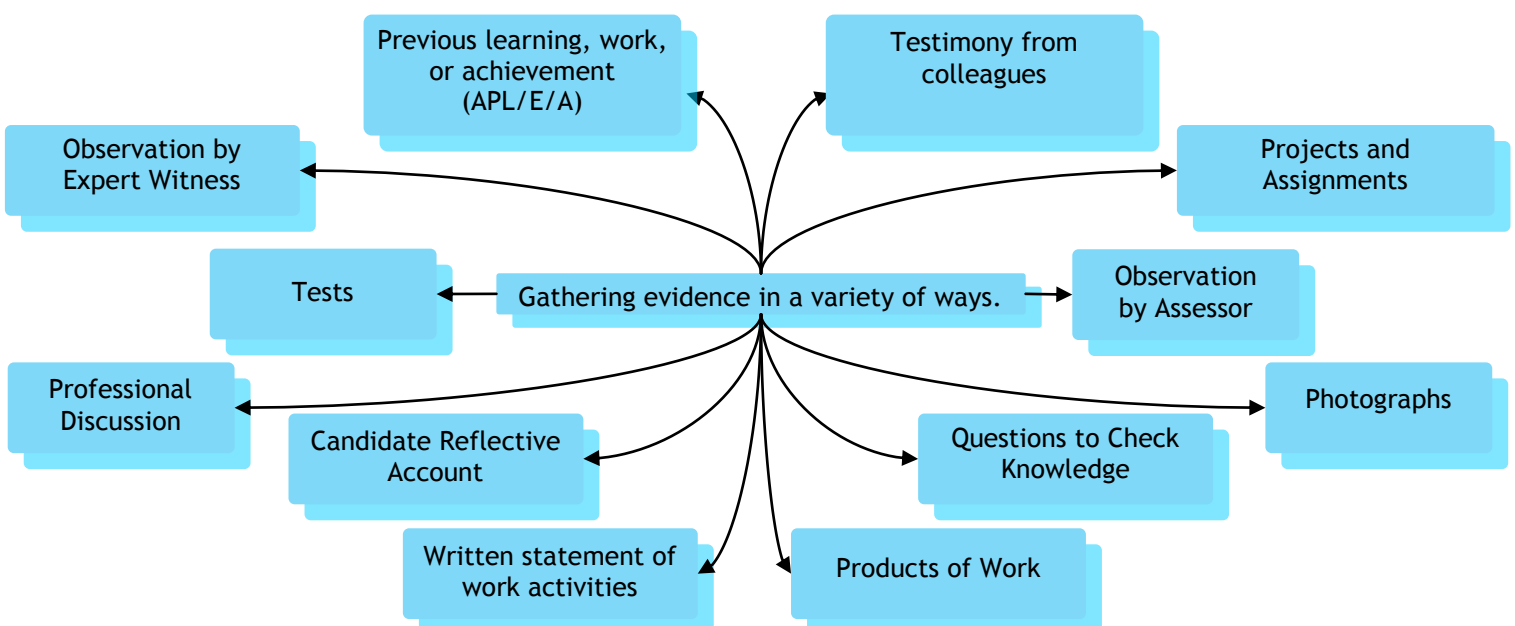 Previous learning, work,
or achievement
(APL/E/A)
Testimony from
colleagues
Observation by
Expert Witness
Projects and
Assignments
Tests
Gathering evidence in a variety of ways.
Observation
by Assessor
Professional
Discussion
Photographs
Candidate Reflective
Account
Questions to Check
Knowledge
Written statement of
work activities
Products of Work